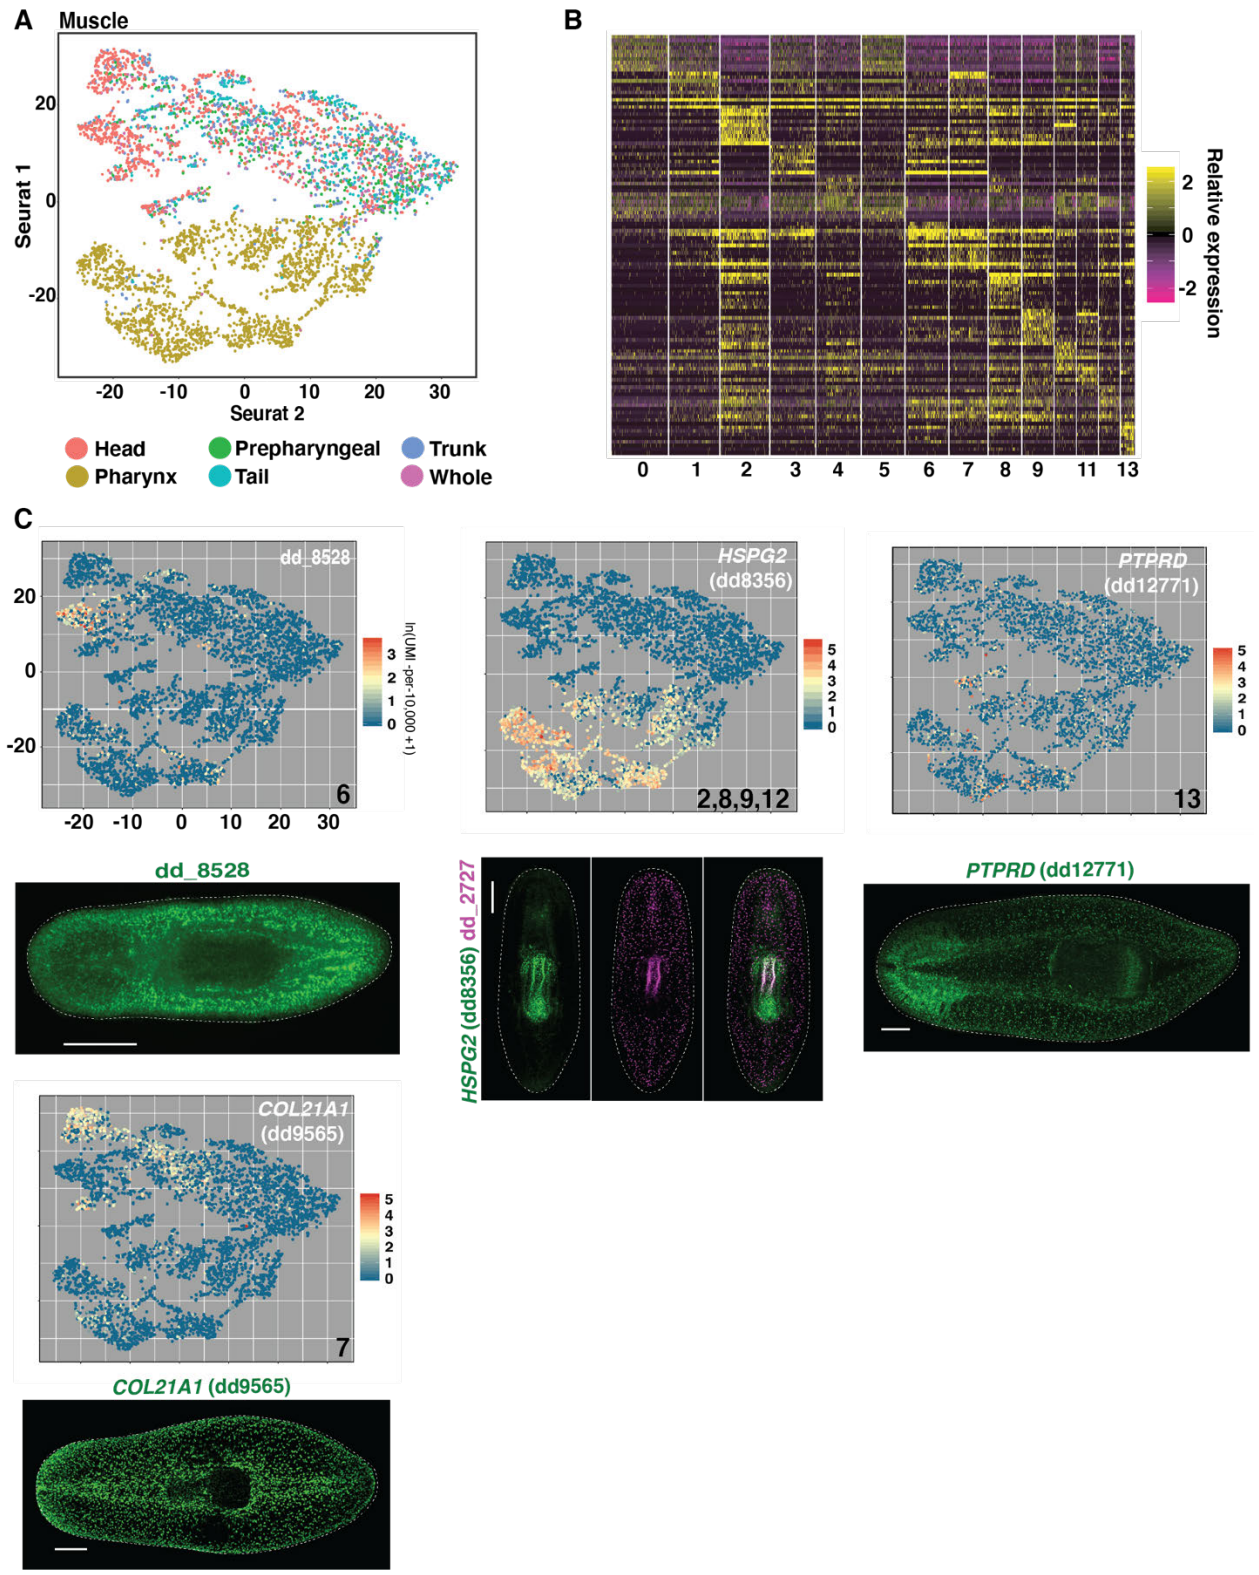 A
Muscle
Seurat 1
20
0
-20
-20 -10 0 10 20 30
Seurat 2
Head Prepharyngeal Trunk
Pharynx Tail Whole
B
0 1 2 3 4 5 6 7 8 9 11 13
2
0
-2
Relative expression
C
dd_8528
20
0
-20
-20 -10 0 10 20 30
6
3
2
1
0
ln(UMI -per-10,000 +1)
HSPG2
(dd8356)
2,8,9,12
5
4
3
2
1
0
PTPRD
(dd12771)
13
5
4
3
2
1
0
dd_8528
HSPG2 (dd8356) dd_2727
PTPRD (dd12771)
COL21A1
(dd9565)
7
5
4
3
2
1
0
COL21A1 (dd9565)